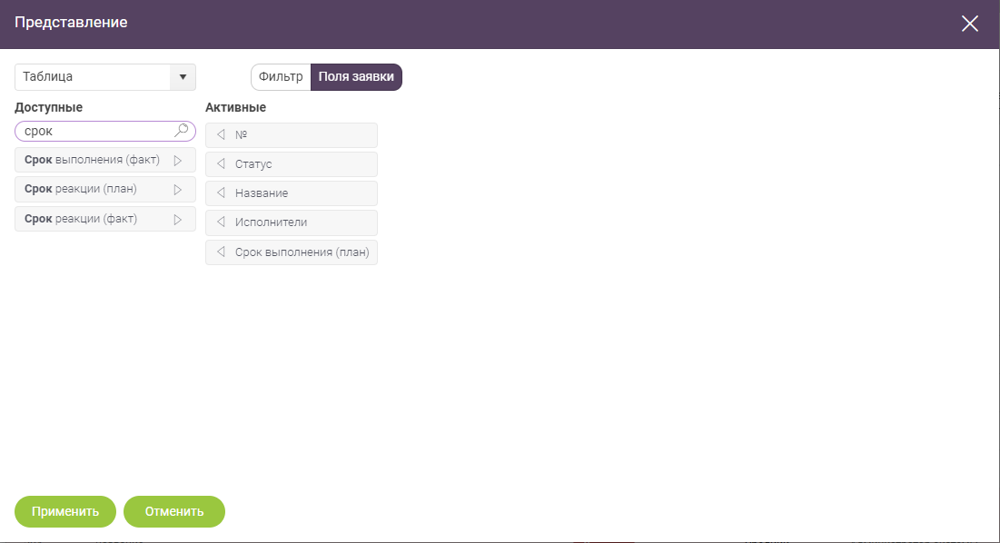 Представление
Таблица
Фильтр
Поля заявки
Доступные
срок
Срок выполнения (факт)
Срок реакции (план)
Срок реакции (факт)
Активные
№
Статус
Название
Исполнители
Срок выполнения (план)
Применить
Отменить